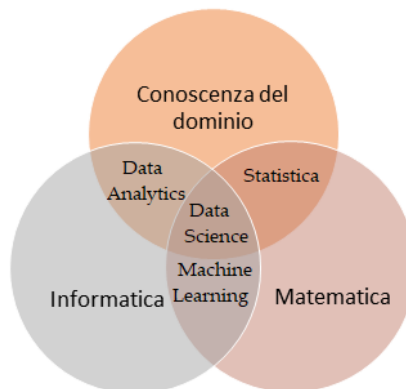 Conoscenza del
dominio
Data
Analytics
Statistica
Data
Science
Machine
Learning
Informatica
Matematica